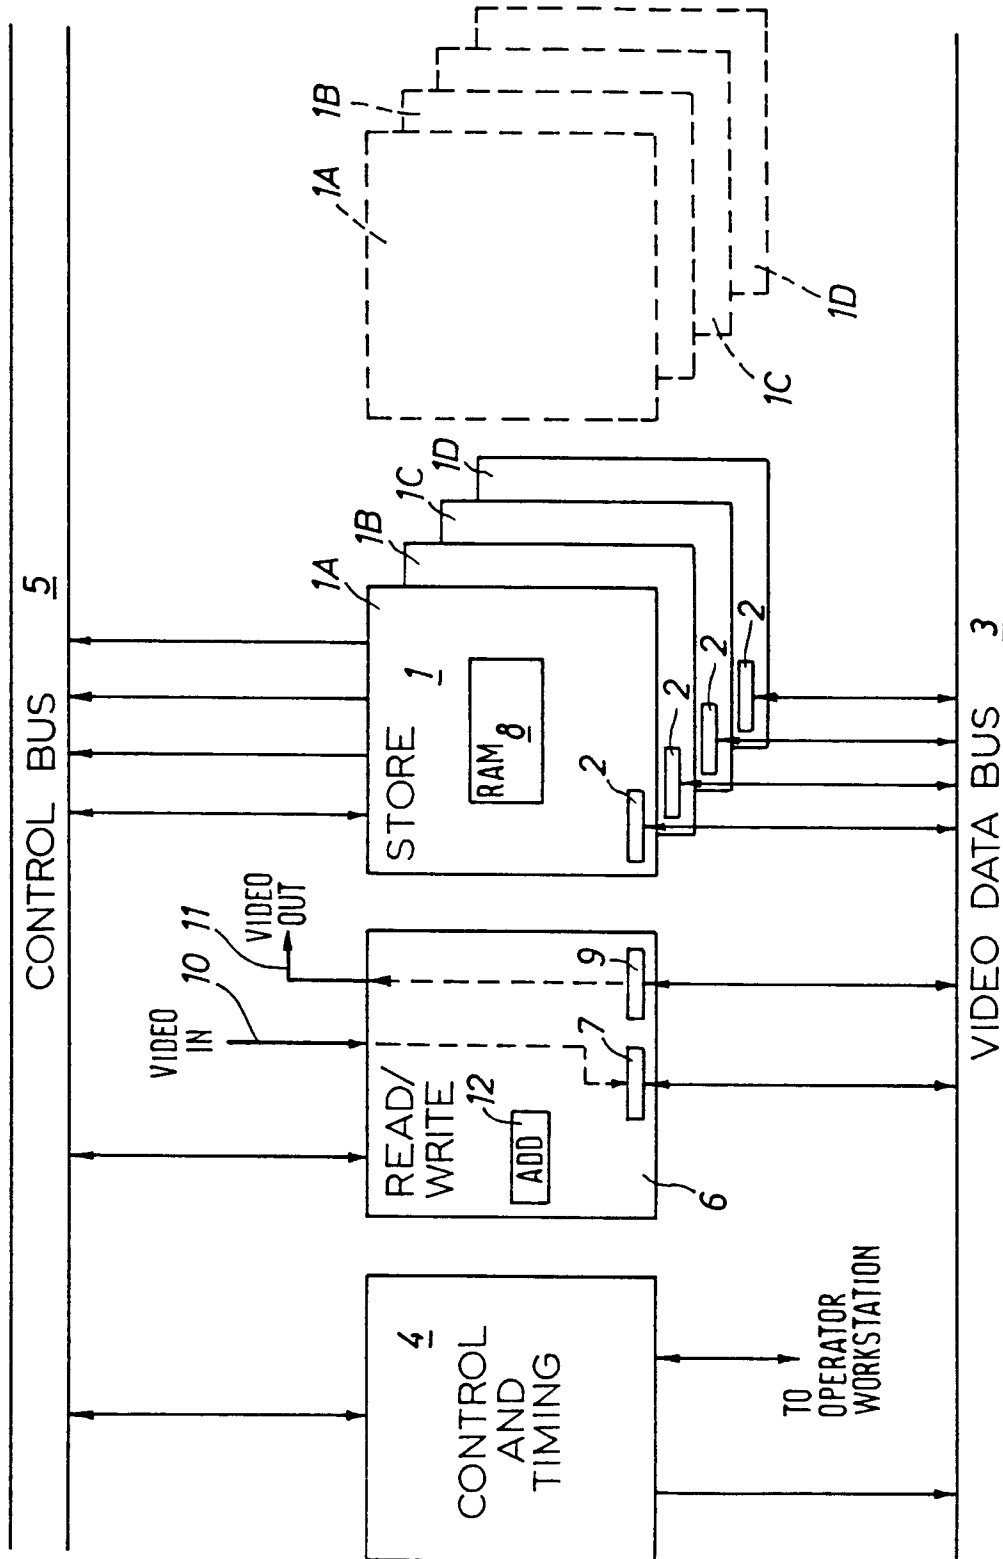 CONTROL BUS 5
4
CONTROL
AND
TIMING
TO
OPERATOR
WORKSTATION
VIDEO
IN
10
11
VIDEO
OUT
READ/
WRITE
12
ADD
7
9
6
STORE
1
RAM 8
1A
1B
1C
1D
2
2
2
2
1A
1B
1C
1D
VIDEO DATA BUS 3